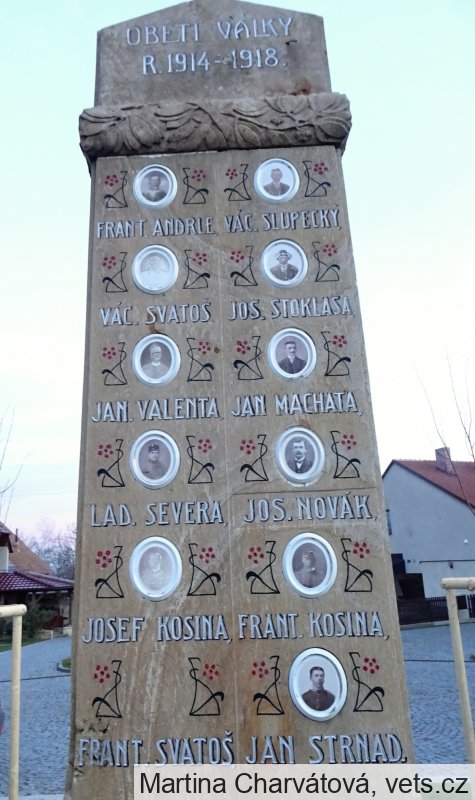 OBĚTI VÁLKY
R. 1914-1918.
FRANT. ANDRLE, VÁC. SLUPECKÝ,
VÁC. SVATOŠ, JOS. STOKLASA,
JAN. VALENTA, JAN MACHATA,
LAD. SEVERA, JOS. NOVÁK,
JOSEF KOSINA, FRANT. KOSINA,
FRANT. SVATOŠ, JAN STRNAD.
Martina Charvátová, vets.cz